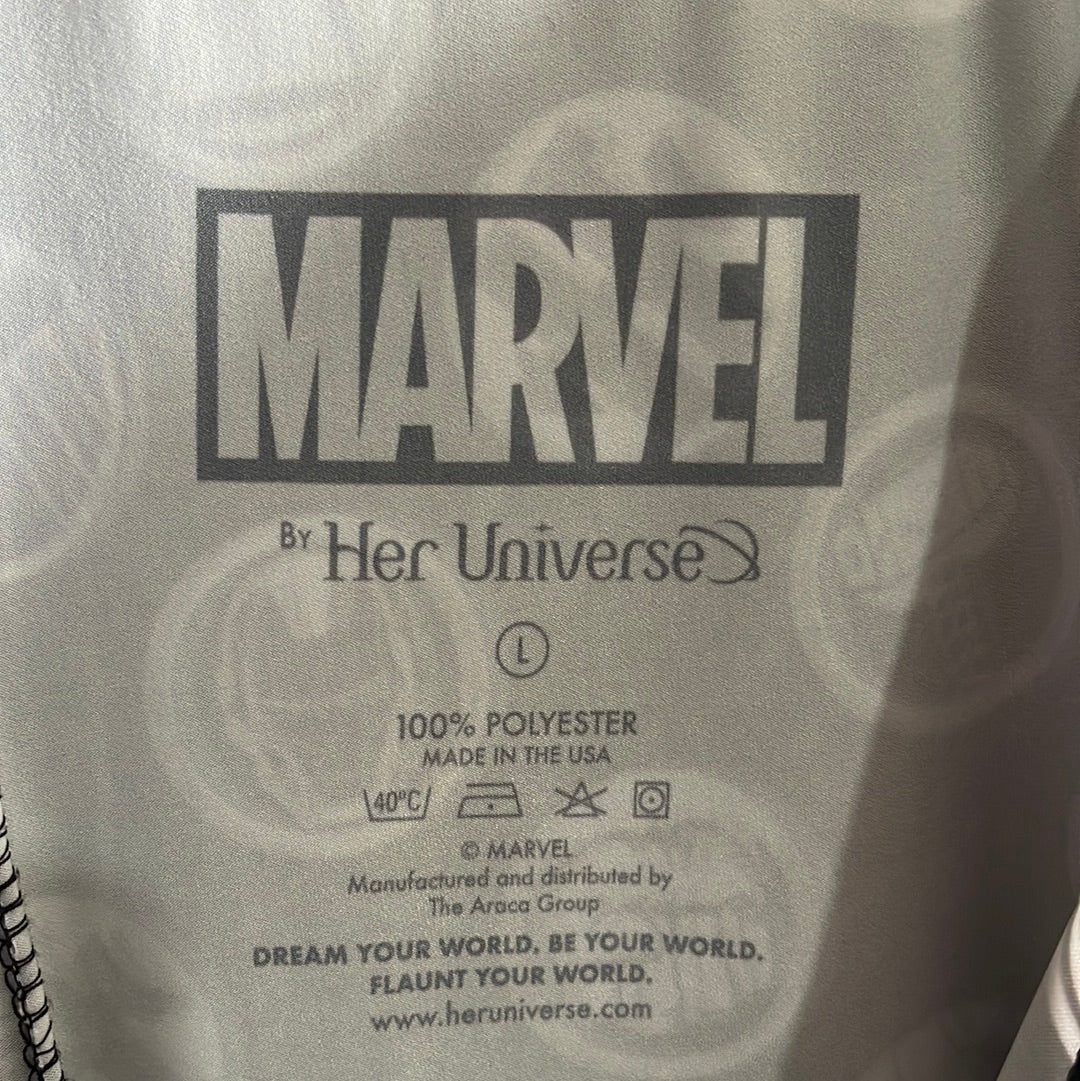 MARVEL
BY Her Universe
L
100% POLYESTER
MADE IN THE USA
40°C
© MARVEL
Manufactured and distributed by
The Araca Group
DREAM YOUR WORLD. BE YOUR WORLD.
FLAUNT YOUR WORLD.
www.heruniverse.com